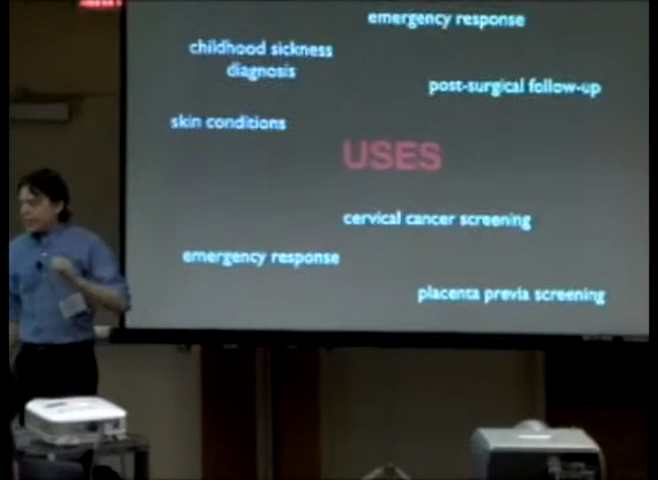 emergency response
childhood sickness
diagnosis
post-surgical follow-up
skin conditions
USES
cervical cancer screening
emergency response
placenta previa screening